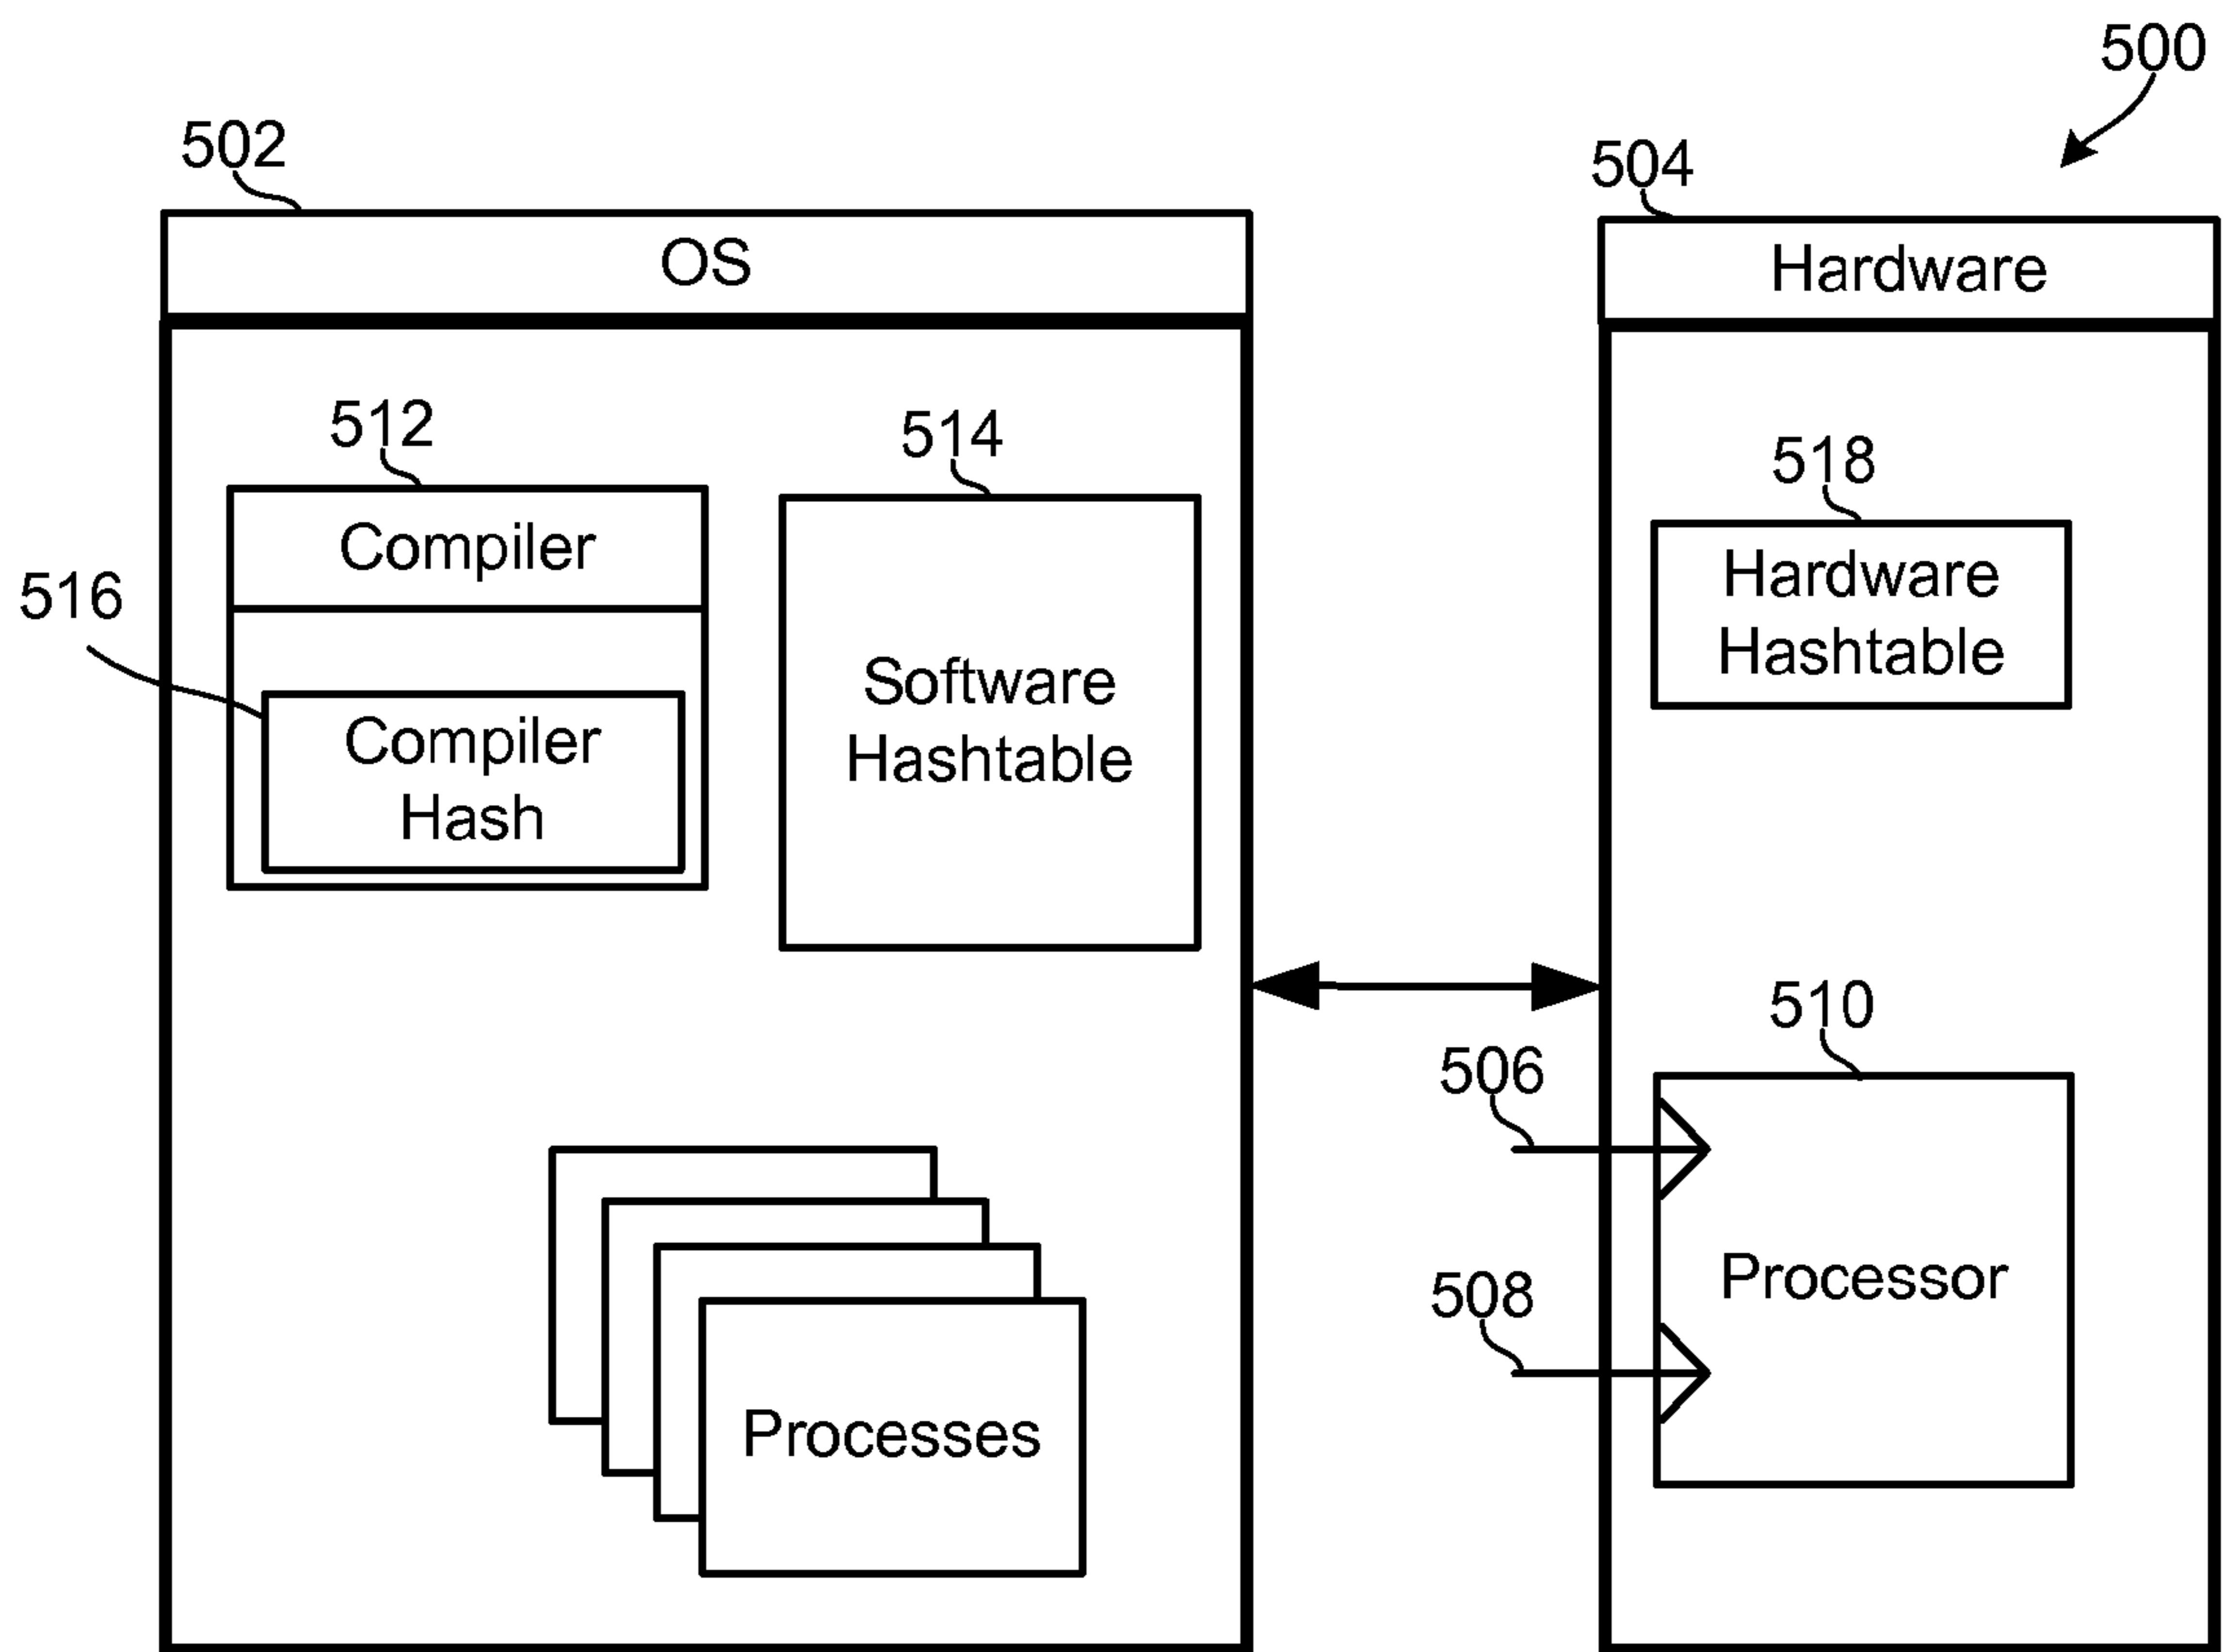 500
502
504
OS
Hardware
512
514
518
Compiler
Hardware
Hashtable
516
Software
Hashtable
Compiler
Hash
510
506
Processor
508
Processes